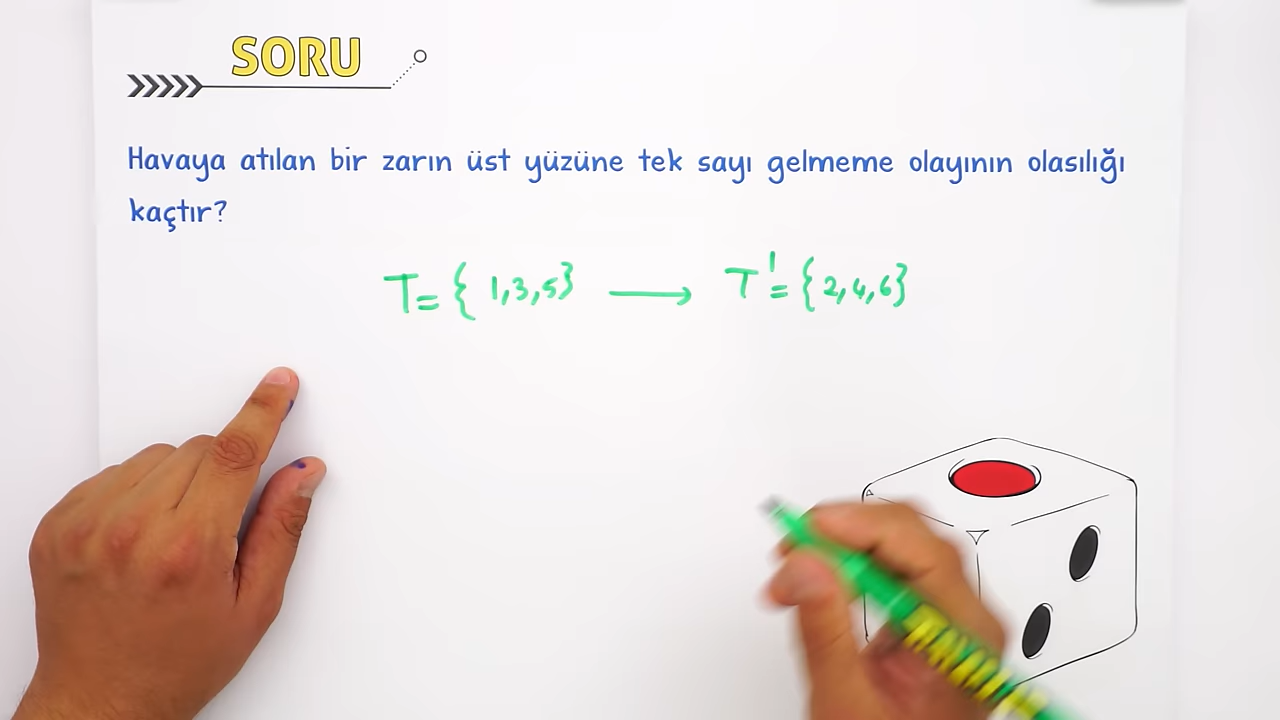 SORU
Havaya atılan bir zarın üst yüzüne tek sayı gelmeme olayının olasılığı
kaçtır?
T = { 1,3,5} → T' = {2,4,6}